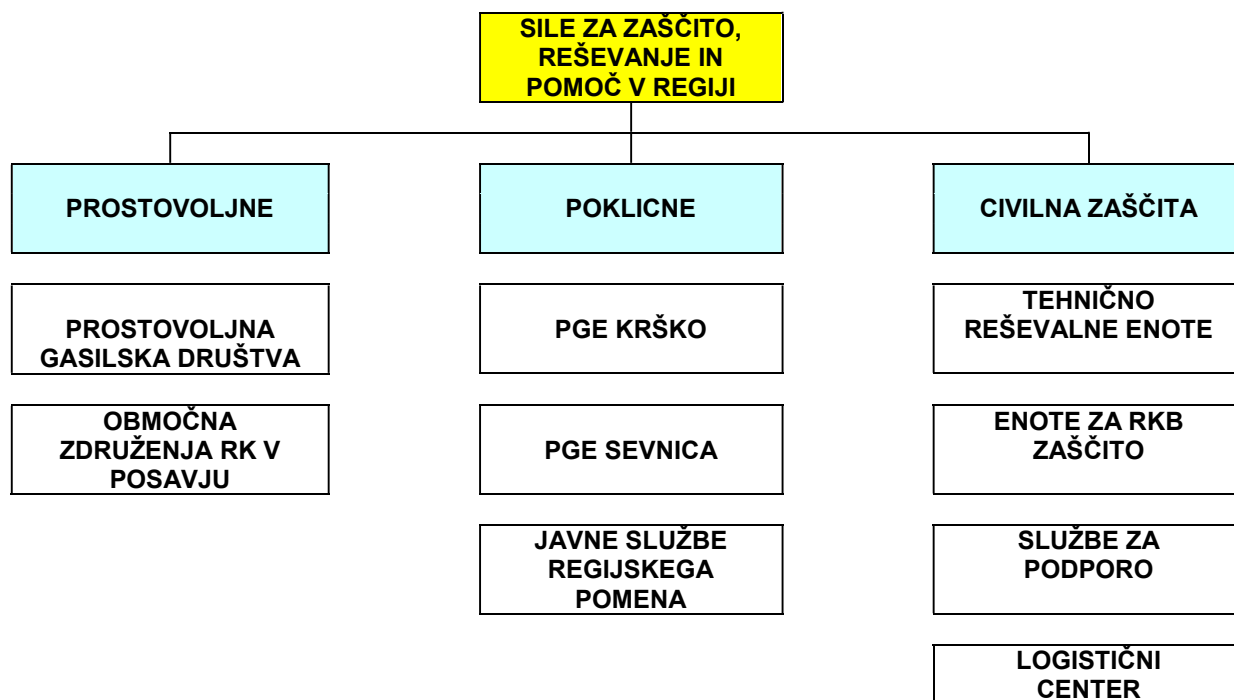 SILE ZA ZAŠČITO,
REŠEVANJE IN
POMOČ V REGIJI
PROSTOVOLJNE
POKLICNE
CIVILNA ZAŠČITA
PROSTOVOLJNA
GASILSKA DRUŠTVA
PGE KRŠKO
TEHNIČNO
REŠEVALNE ENOTE
OBMOČNA
ZDRUŽENJA RK V
POSAVJU
PGE SEVNICA
ENOTE ZA RKB
ZAŠČITO
JAVNE SLUŽBE
REGIJSKEGA
POMENA
SLUŽBE ZA
PODPORO
LOGISTIČNI
CENTER